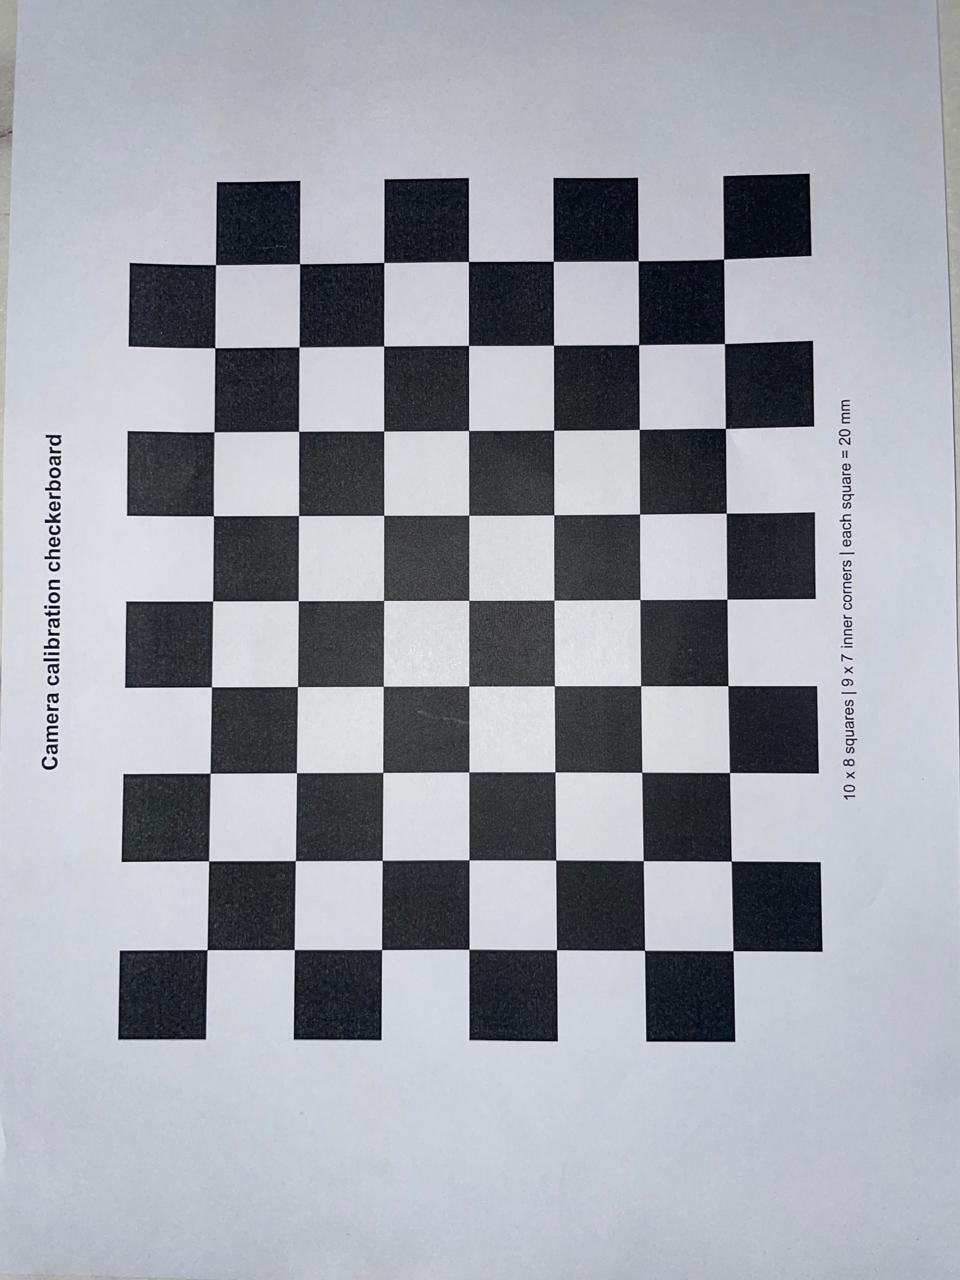 Camera calibration checkerboard
10 x 8 squares | 9 x 7 inner corners | each square = 20 mm